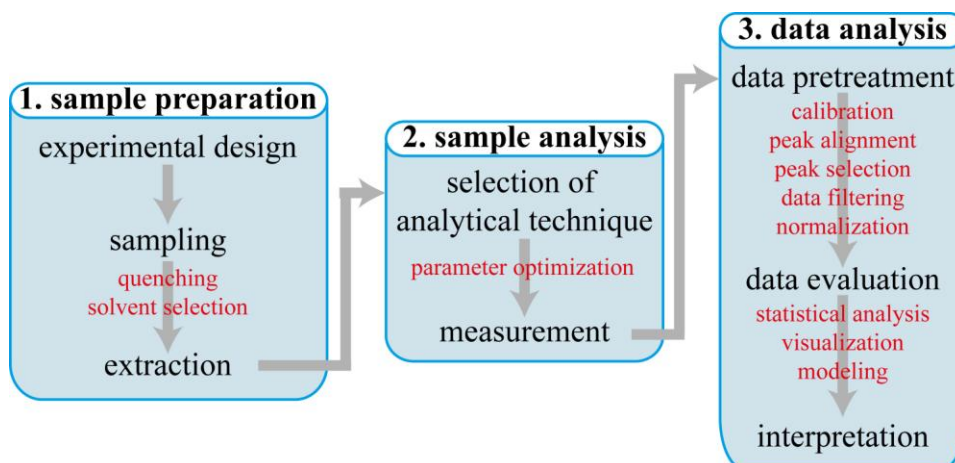 1. sample preparation
experimental design
sampling
quenching
solvent selection
extraction
2. sample analysis
selection of
analytical technique
parameter optimization
measurement
3. data analysis
data pretreatment
calibration
peak alignment
peak selection
data filtering
normalization
data evaluation
statistical analysis
visualization
modeling
interpretation